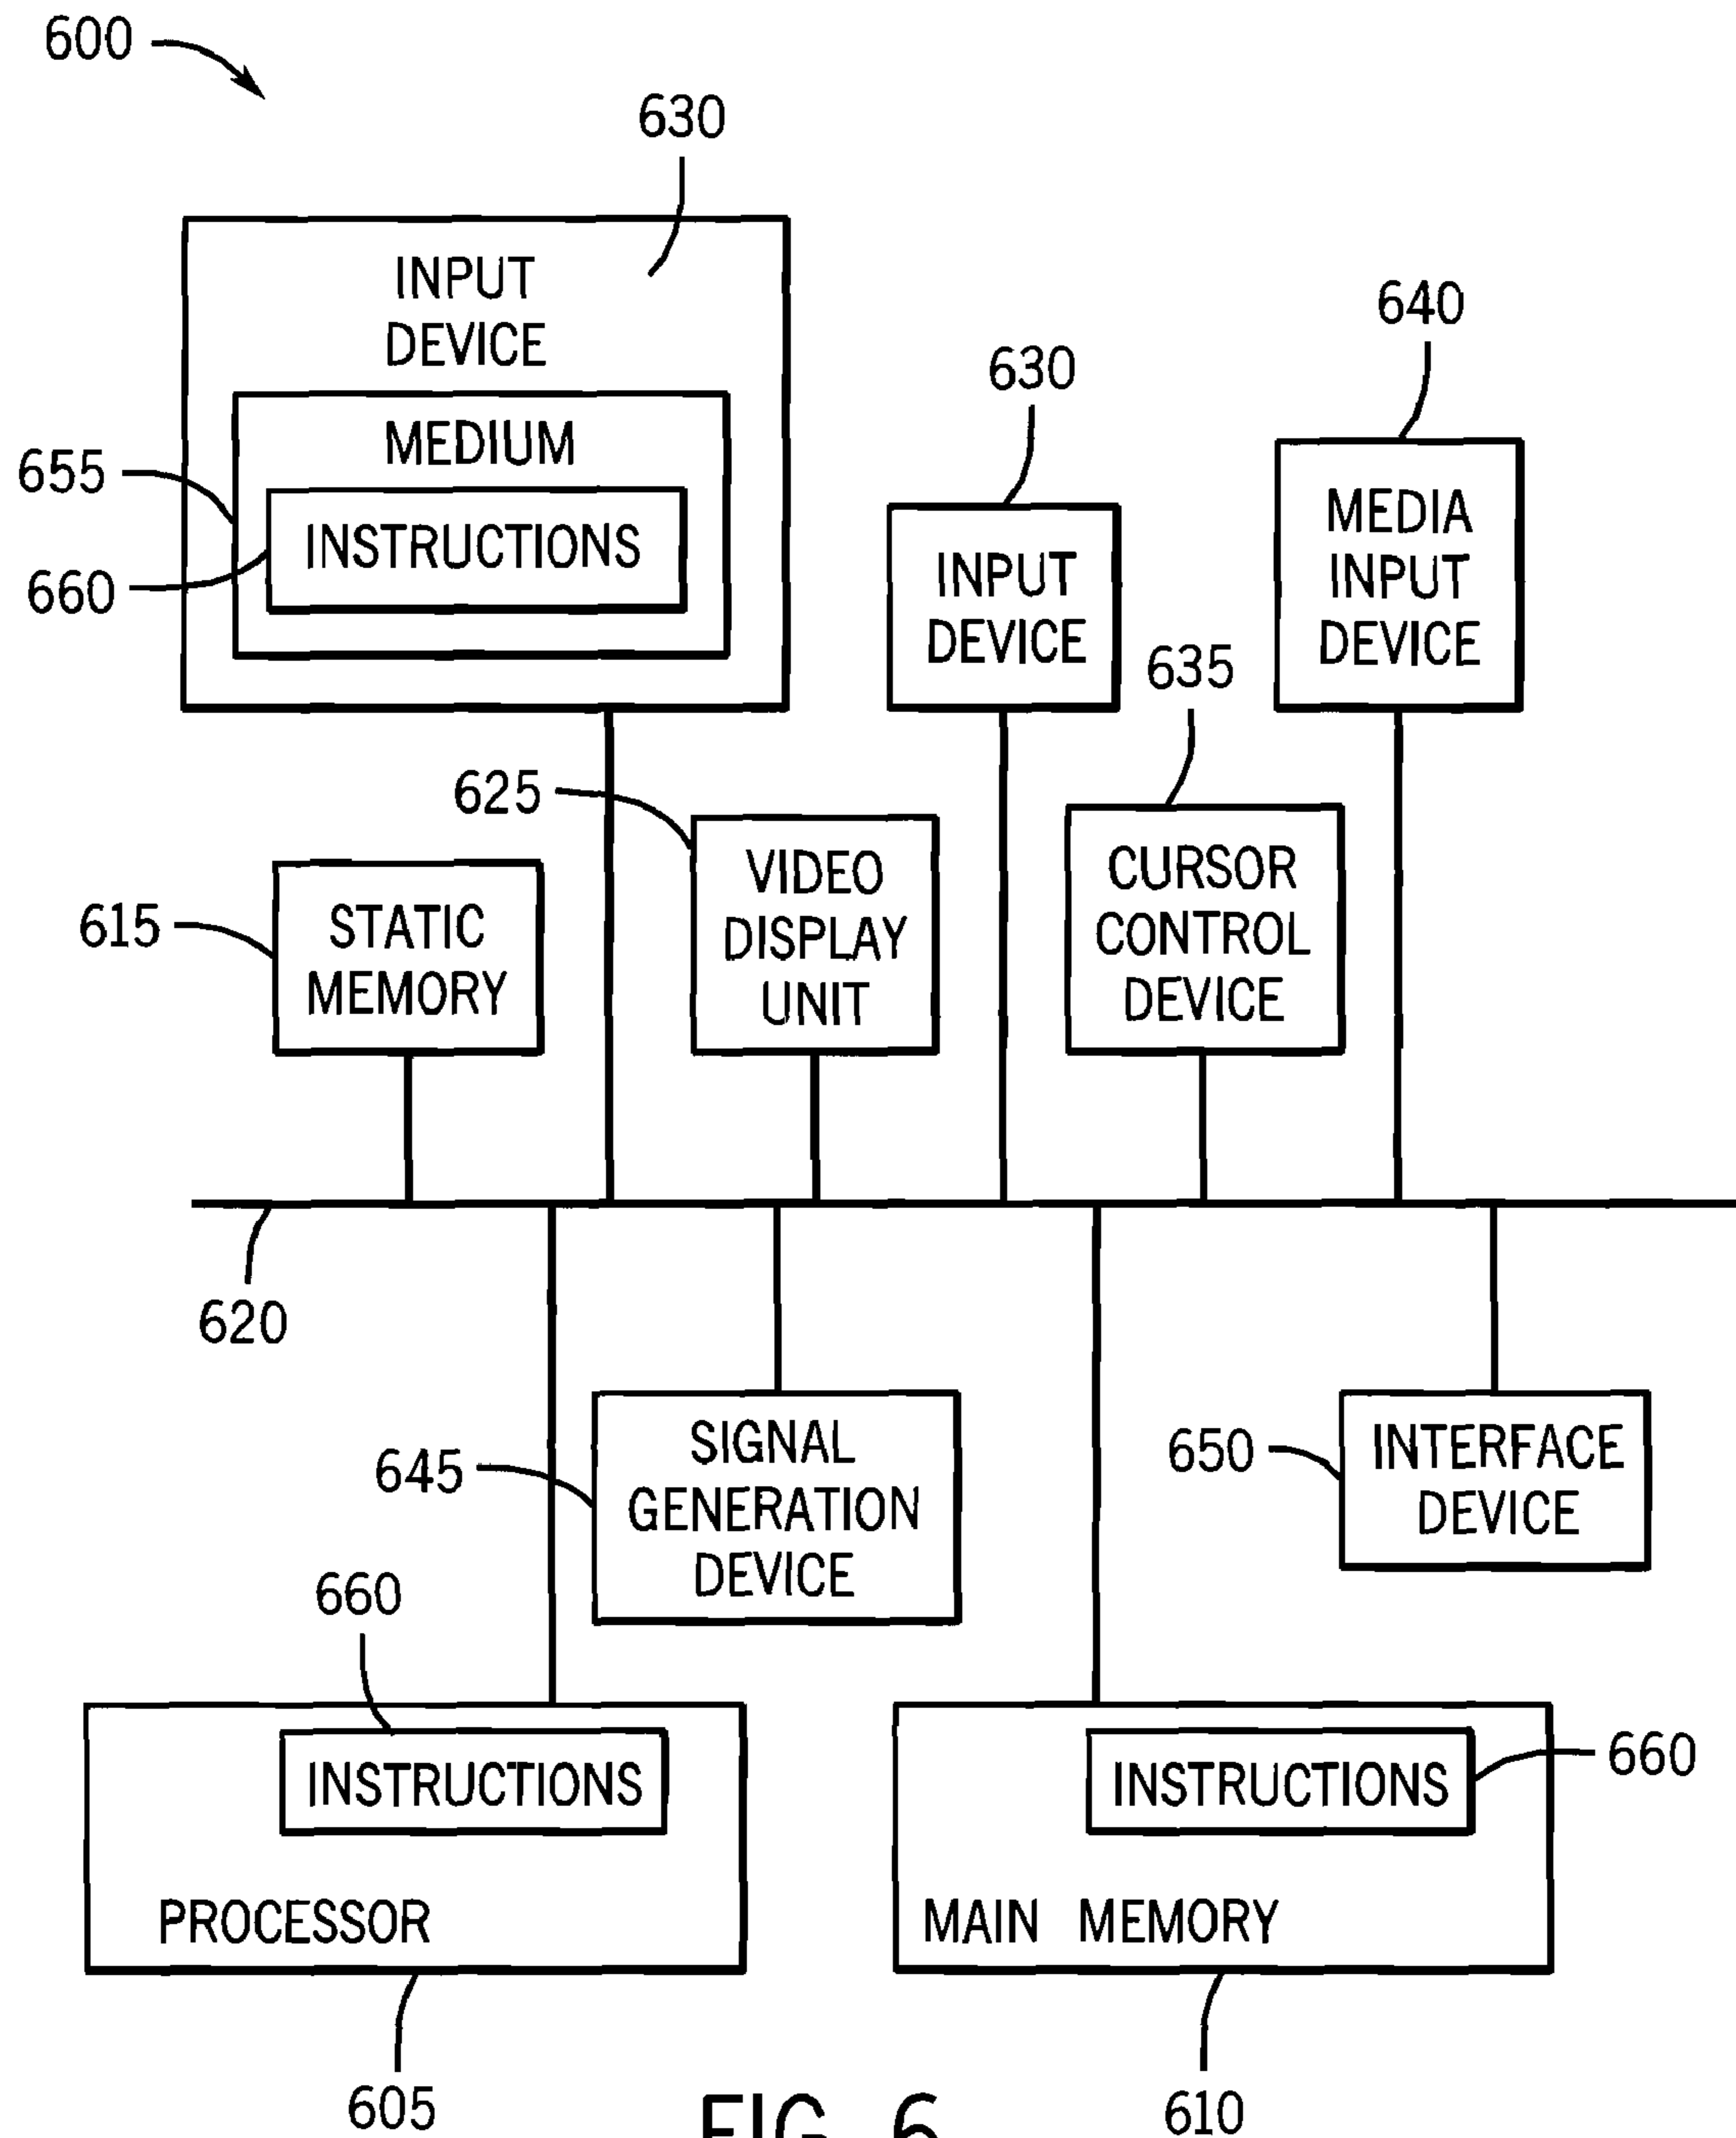 600
630
INPUT
DEVICE
655
MEDIUM
660
INSTRUCTIONS
630
INPUT
DEVICE
640
MEDIA
INPUT
DEVICE
635
CURSOR
CONTROL
DEVICE
625
VIDEO
DISPLAY
UNIT
615
STATIC
MEMORY
620
645
SIGNAL
GENERATION
DEVICE
650
INTERFACE
DEVICE
660
INSTRUCTIONS
PROCESSOR
605
INSTRUCTIONS
660
MAIN MEMORY
610
FIG. 6